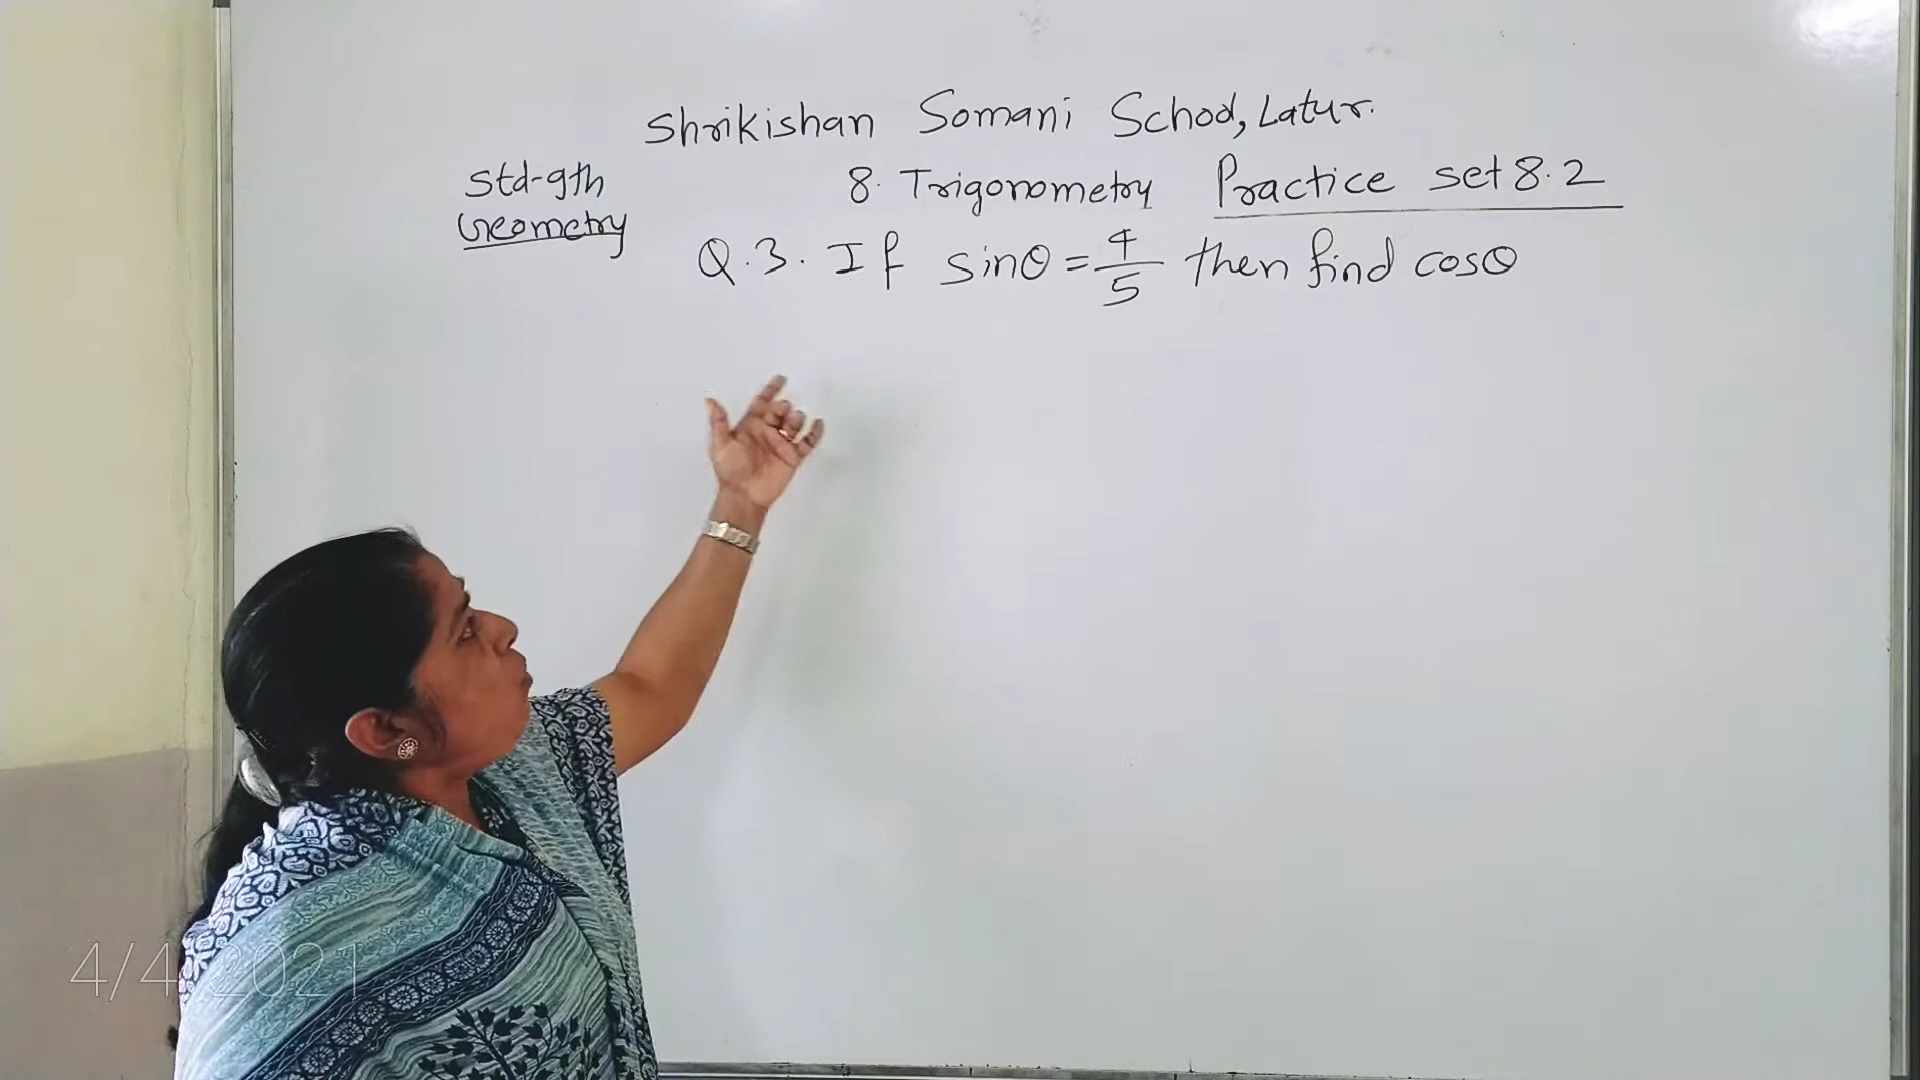 Shrikishan Somani School, Latur.
Std-9th
8. Trigonometry Practice set 8.2
Geometry
Q.3. If sinθ = 4/5 then find cosθ
4/4/2021